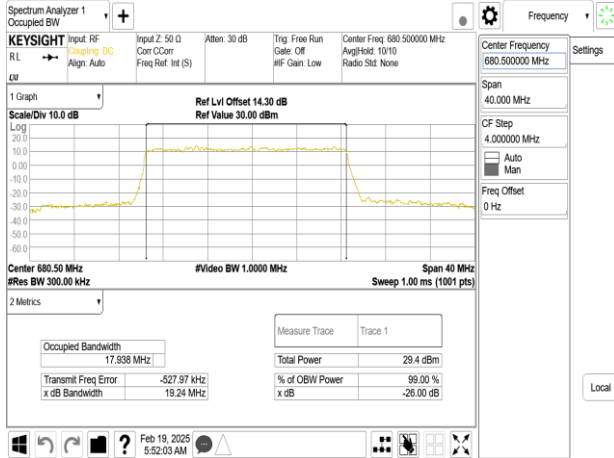 Spectrum Analyzer 1
Occupied BW
+
Frequency
KEYSIGHT
RL
LXI
Input: RF
Coupling: DC
Align: Auto
Input Z: 50 Ω
Corr CCorr
Freq Ref: Int (S)
Atten: 30 dB
Trig: Free Run
Gate: Off
#IF Gain: Low
Center Freq: 680.500000 MHz
Avg|Hold: 10/10
Radio Std: None
Center Frequency
680.500000 MHz
Settings
Span
40.000 MHz
CF Step
4.000000 MHz
Auto
Man
Freq Offset
0 Hz
Local
1 Graph
Scale/Div 10.0 dB
Ref Lvl Offset 14.30 dB
Ref Value 30.00 dBm
Log
20.0
10.0
0.00
-10.0
-20.0
-30.0
-40.0
-50.0
-60.0
Center 680.50 MHz
#Video BW 1.0000 MHz
Span 40 MHz
#Res BW 300.00 kHz
Sweep 1.00 ms (1001 pts)
2 Metrics
Measure Trace
Trace 1
Occupied Bandwidth
17.938 MHz
Total Power
29.4 dBm
Transmit Freq Error
-527.97 kHz
% of OBW Power
99.00 %
x dB Bandwidth
19.24 MHz
x dB
-26.00 dB
?
Feb 19, 2025
5:52:03 AM